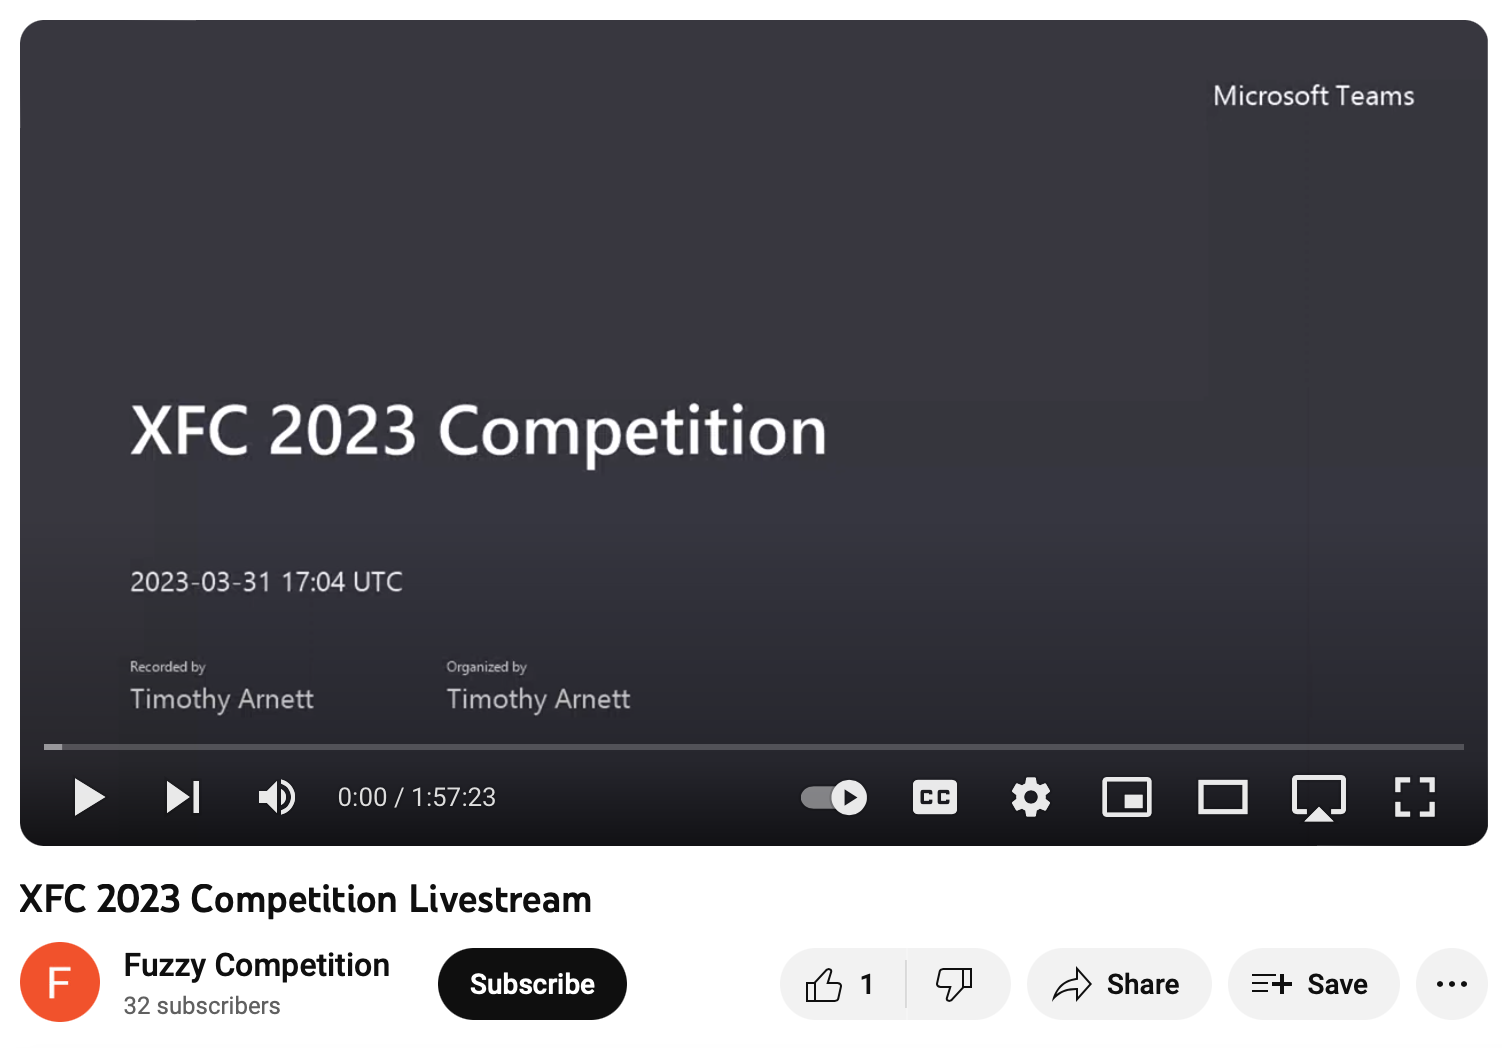 Microsoft Teams
XFC 2023 Competition
2023-03-31 17:04 UTC
Recorded by
Timothy Arnett
Organized by
Timothy Arnett
0:00 / 1:57:23
CC
XFC 2023 Competition Livestream
F
Fuzzy Competition
32 subscribers
Subscribe
1
Share
Save